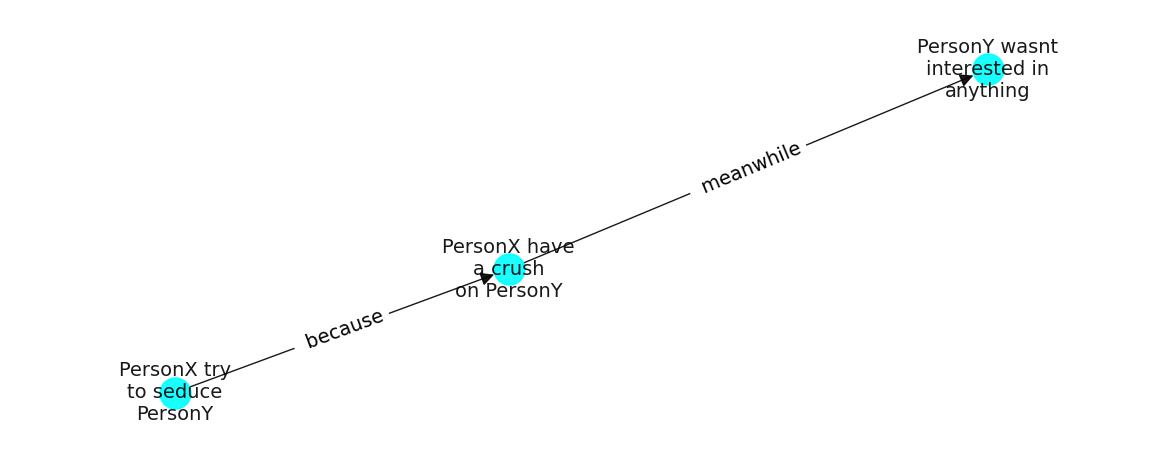 PersonY wasnt
interested in
anything
meanwhile
PersonX have
a crush
on PersonY
because
PersonX try
to seduce
PersonY